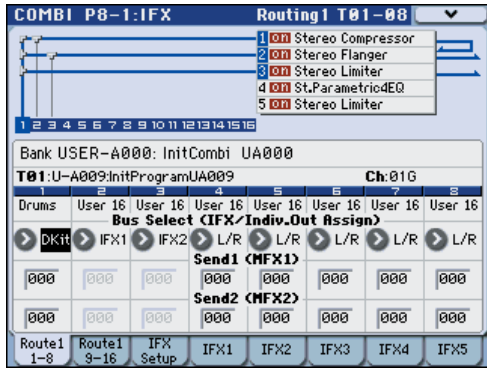 COMBI P8-1:IFX Routing1 T01-08
1 on Stereo Compressor
2 on Stereo Flanger
3 on Stereo Limiter
4 on St.Parametric4EQ
5 on Stereo Limiter
1 2 3 4 5 6 7 8 9 10 11 12 13 14 15 16
Bank USER-A000: InitCombi UA000
T01:U-A009:InitProgramUA009 Ch:01G
1 2 3 4 5 6 7 8
Drums User 16 User 16 User 16 User 16 User 16 User 16 User 16
Bus Select (IFX/Indiv.Out Assign)
DKit IFX1 IFX2 L/R L/R L/R L/R L/R
Send1 (MFX1)
000 000 000 000 000 000 000 000
Send2 (MFX2)
000 000 000 000 000 000 000 000
Route1 1-8 Route1 9-16 IFX Setup IFX1 IFX2 IFX3 IFX4 IFX5